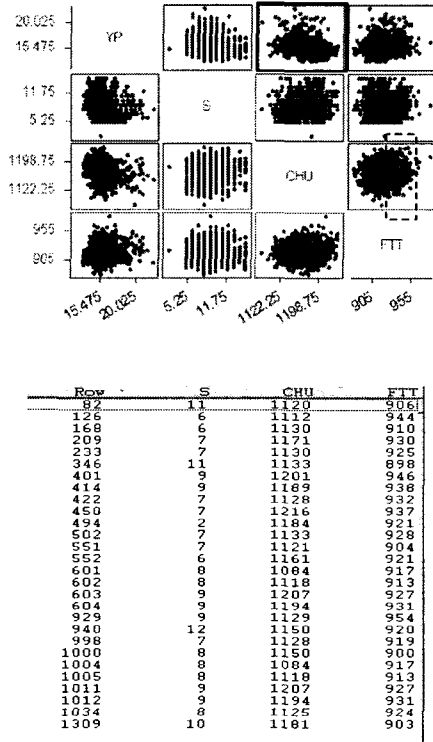 20.025
15.475
YP
11.75
5.25
S
1198.75
1122.25
CHU
955
905
FTT
15.475 20.025 5.25 11.75 1122.25 1198.75 905 955
Row S CHU FTT
82 11 1120 906
126 6 1112 944
168 6 1130 910
209 7 1171 930
233 7 1130 925
346 11 1133 898
401 9 1201 946
414 9 1189 938
422 7 1128 932
450 7 1216 937
494 2 1184 921
502 7 1133 928
551 7 1121 904
552 6 1161 921
601 8 1084 917
602 8 1118 913
603 9 1207 927
604 9 1194 931
929 9 1129 954
940 12 1150 920
998 7 1128 919
1000 8 1150 900
1004 8 1084 917
1005 8 1118 913
1011 9 1207 927
1012 9 1194 931
1034 8 1125 924
1309 10 1181 903